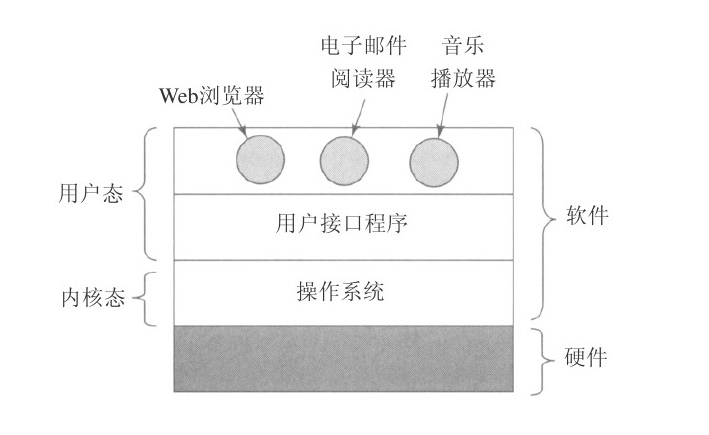 电子邮件
阅读器
音乐
播放器
Web浏览器
用户态
用户接口程序
软件
内核态
操作系统
硬件